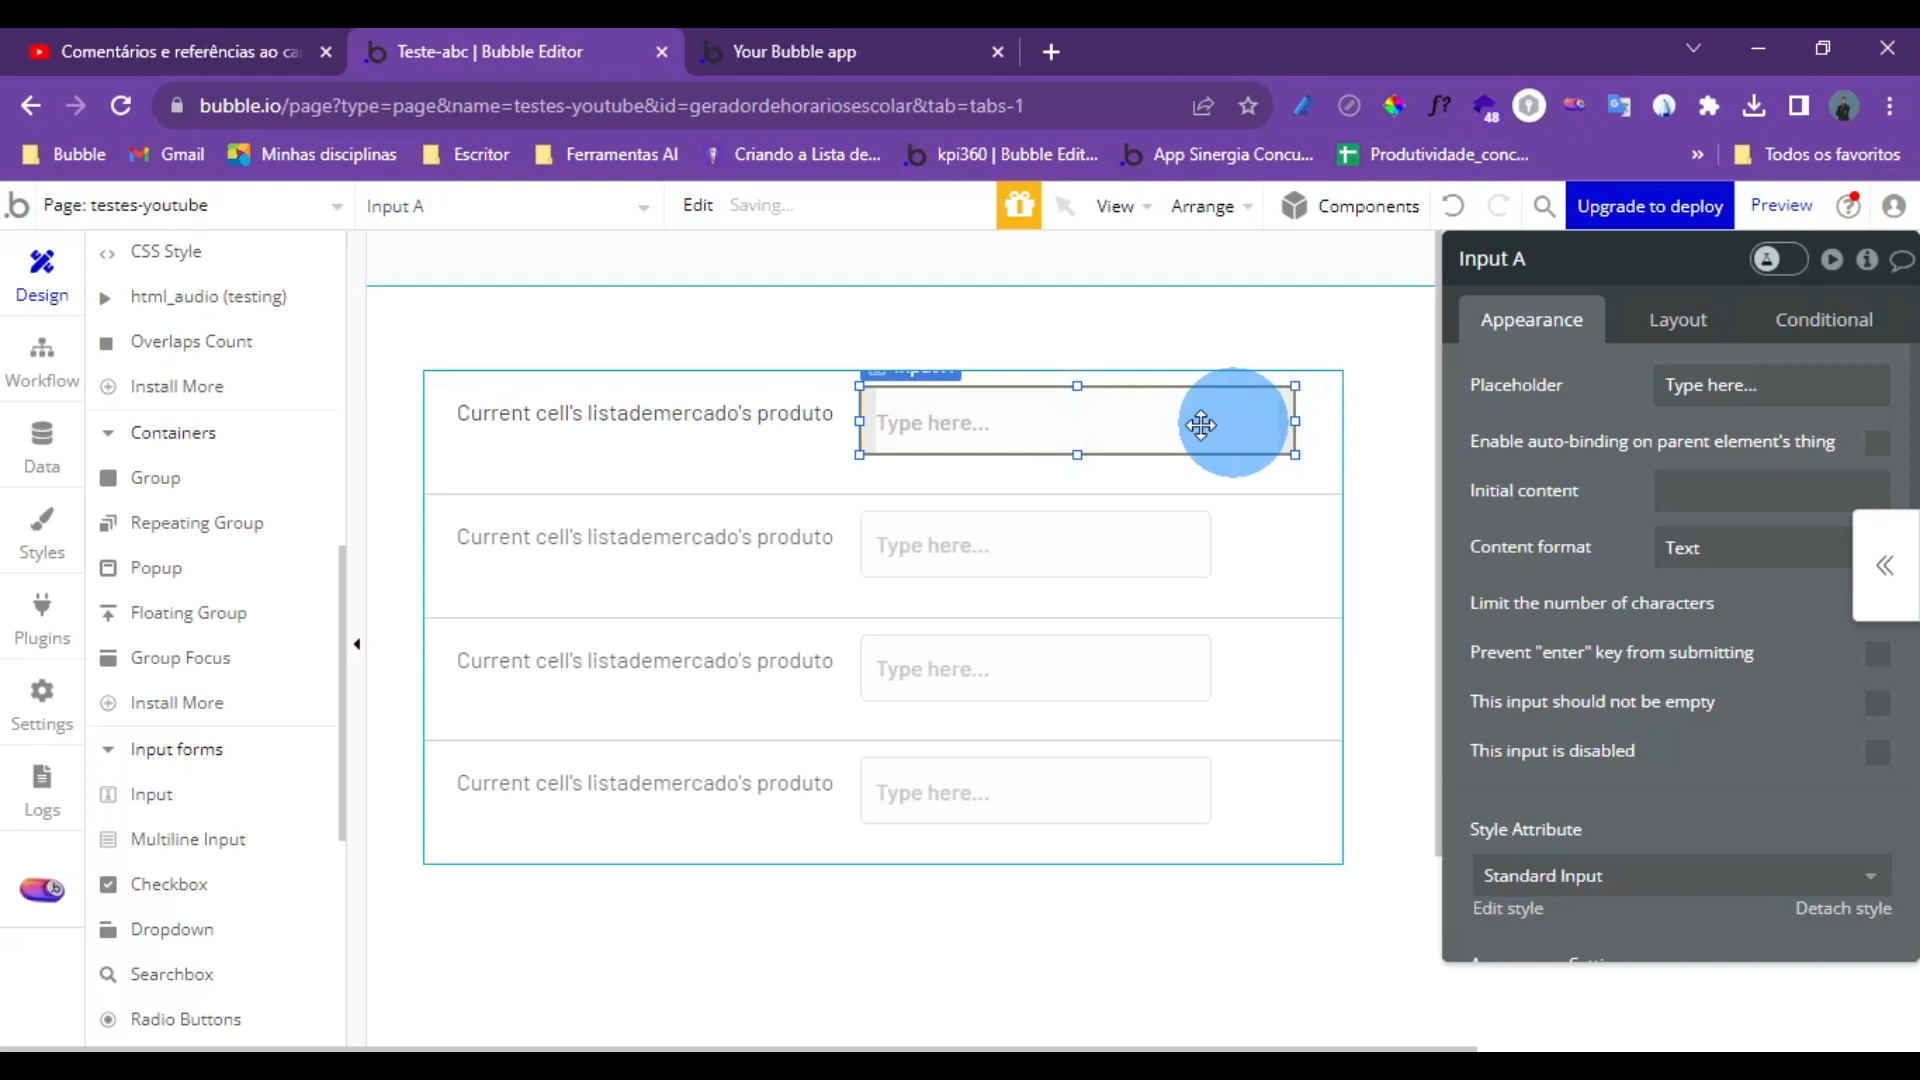 Comentários e referências ao ca
Teste-abc | Bubble Editor
Your Bubble app
bubble.io/page?type=page&name=testes-youtube&id=geradordehorariosescolar&tab=tabs-1
f?
48
Bubble
Gmail
Minhas disciplinas
Escritor
Ferramentas AI
Criando a Lista de...
kpi360 | Bubble Edit...
App Sinergia Concu...
Produtividade_conc...
Todos os favoritos
Page: testes-youtube
Input A
Edit
Saving...
View
Arrange
Components
Upgrade to deploy
Preview
Design
Workflow
Data
Styles
Plugins
Settings
Logs
CSS Style
html_audio (testing)
Overlaps Count
Install More
Containers
Group
Repeating Group
Popup
Floating Group
Group Focus
Install More
Input forms
Input
Multiline Input
Checkbox
Dropdown
Searchbox
Radio Buttons
Current cell's listademercado's produto
Type here...
Current cell's listademercado's produto
Type here...
Current cell's listademercado's produto
Type here...
Current cell's listademercado's produto
Type here...
Input A
Appearance
Layout
Conditional
Placeholder
Type here...
Enable auto-binding on parent element's thing
Initial content
Content format
Text
Limit the number of characters
Prevent "enter" key from submitting
This input should not be empty
This input is disabled
Style Attribute
Standard Input
Edit style
Detach style